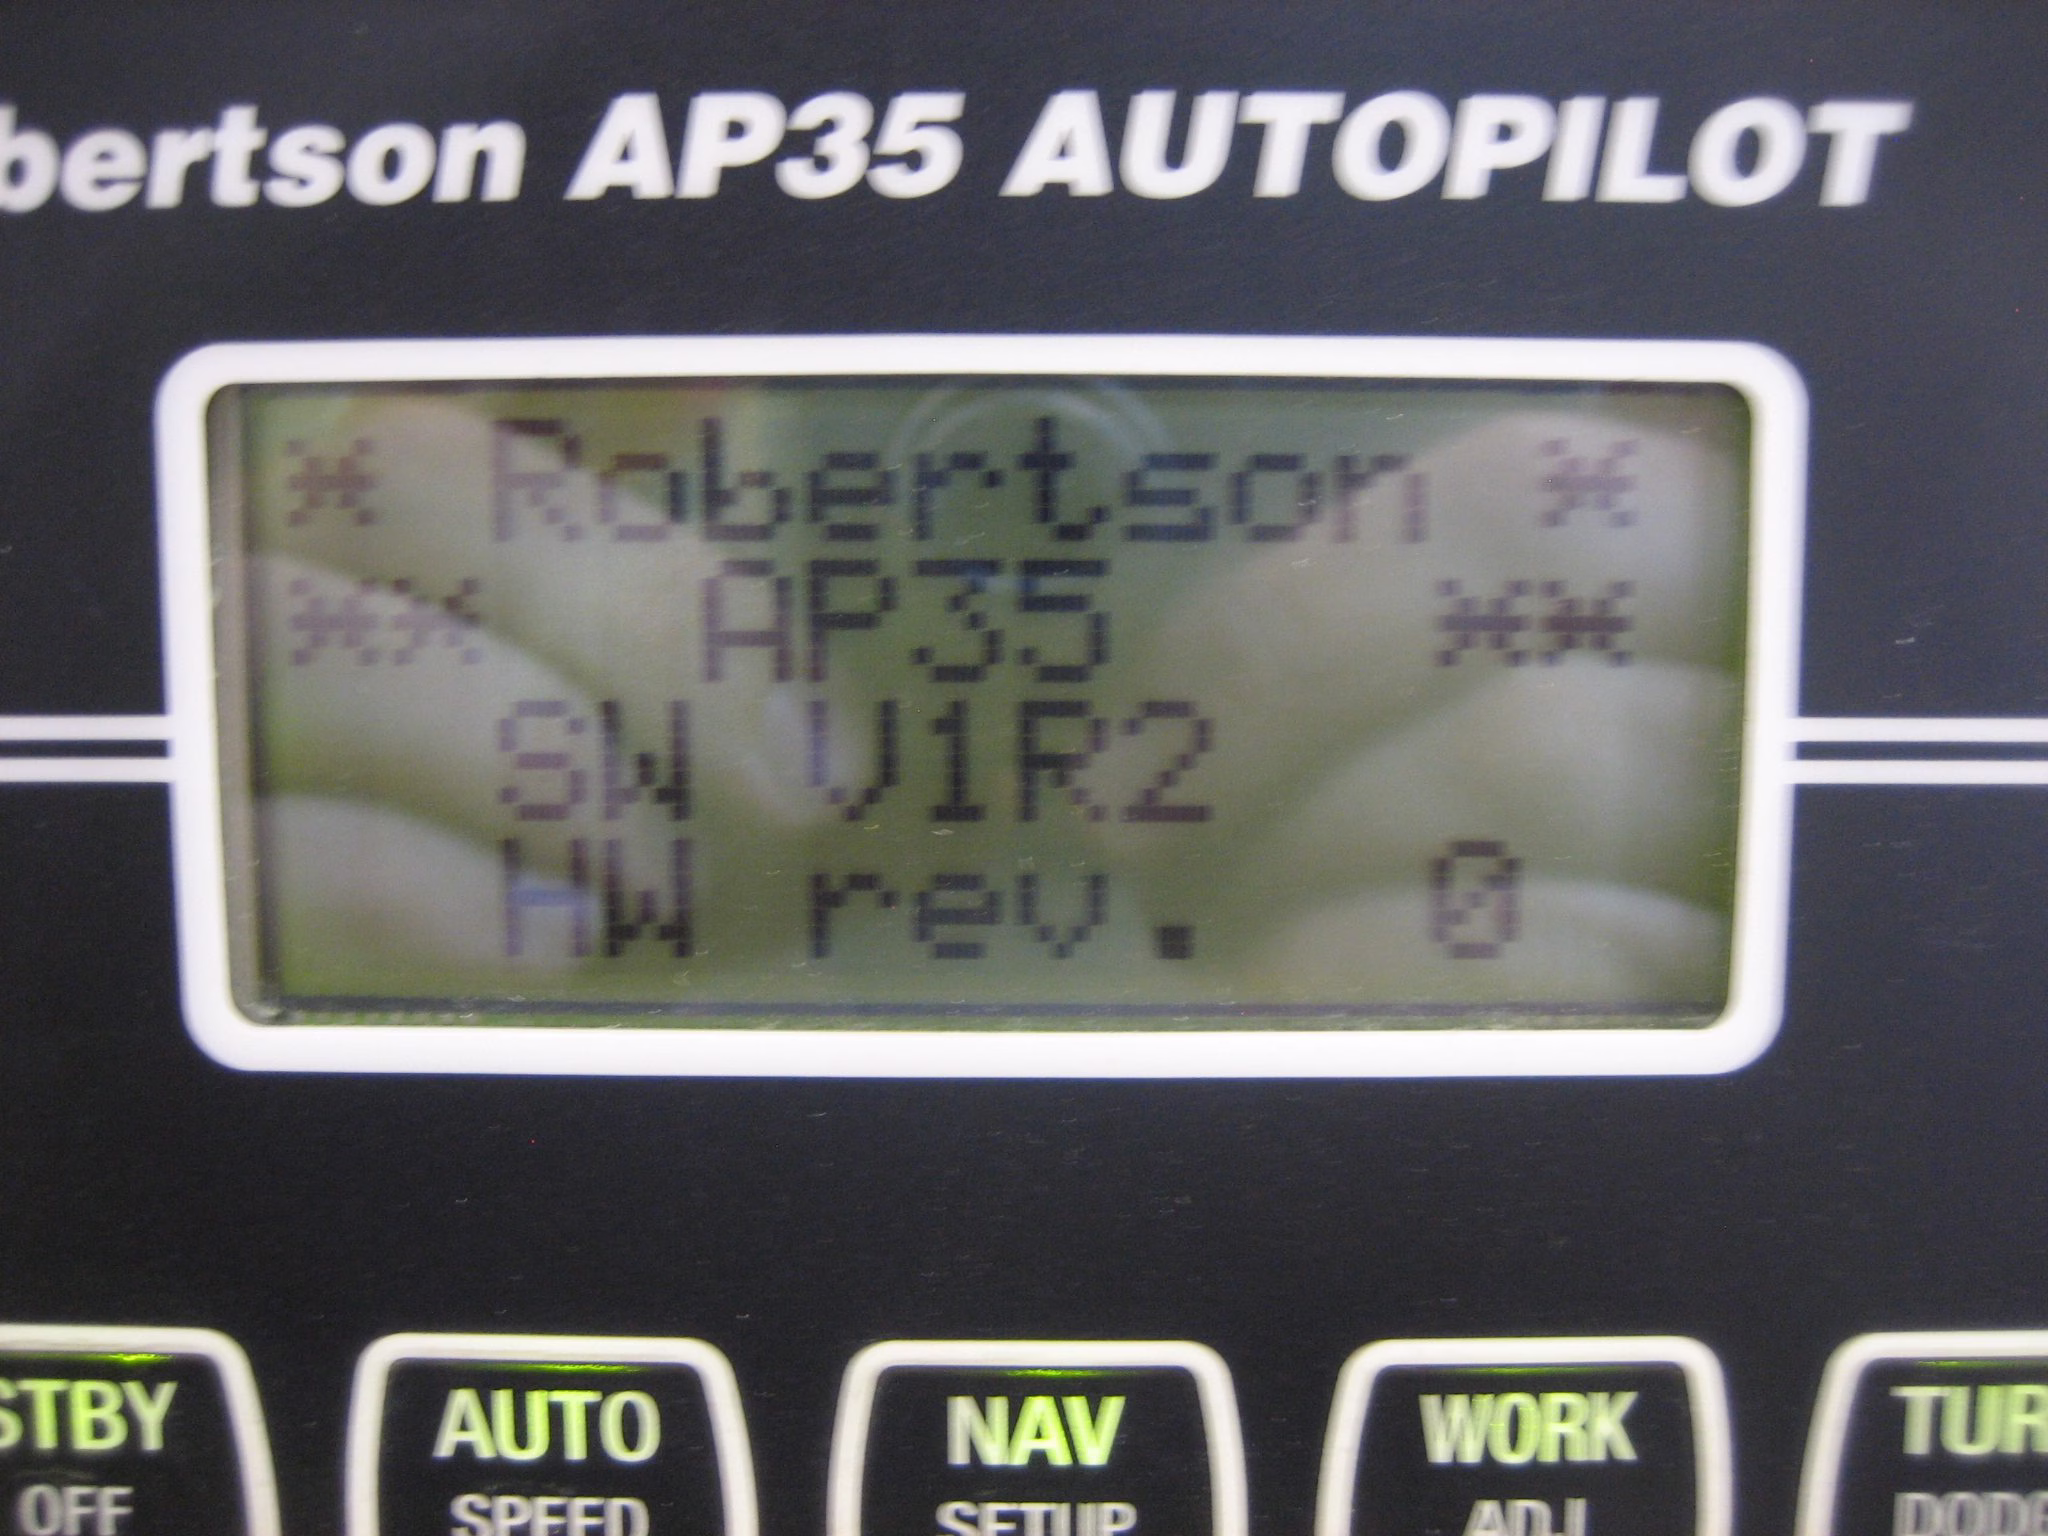 bertson AP35 AUTOPILOT
* Robertson *
** AP35 **
SW V1R2
HW rev. 0
STBY
OFF
AUTO
SPEED
NAV
SETUP
WORK
ADJ
TUR
DODG